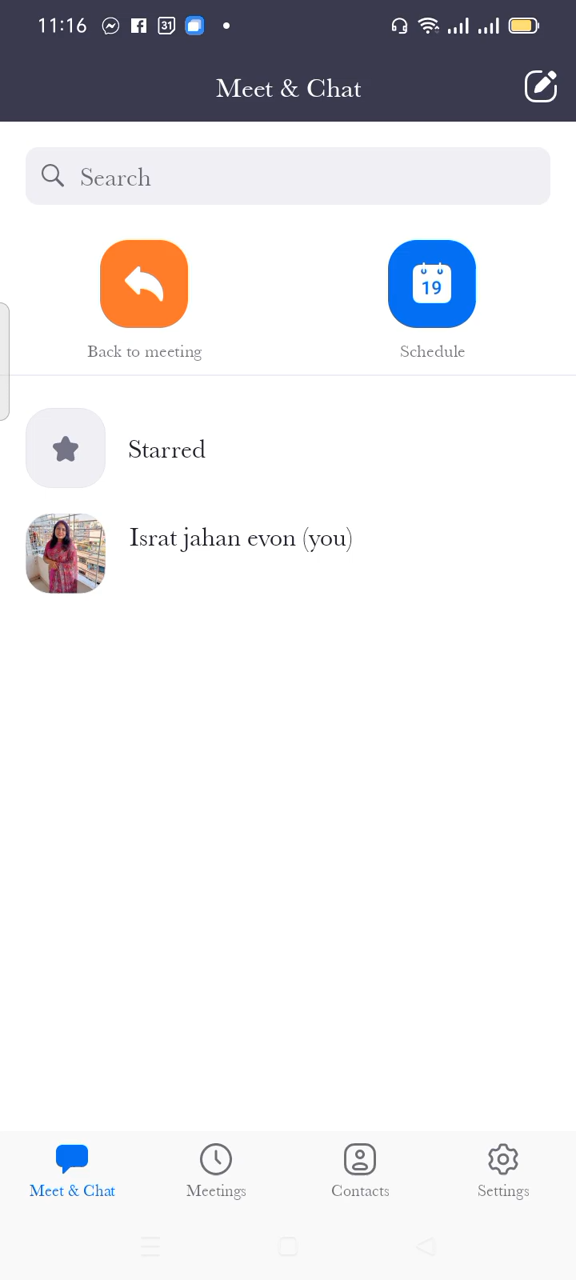 11:16
31
Meet & Chat
Search
19
Back to meeting
Schedule
Starred
Israt jahan evon (you)
Meet & Chat
Meetings
Contacts
Settings